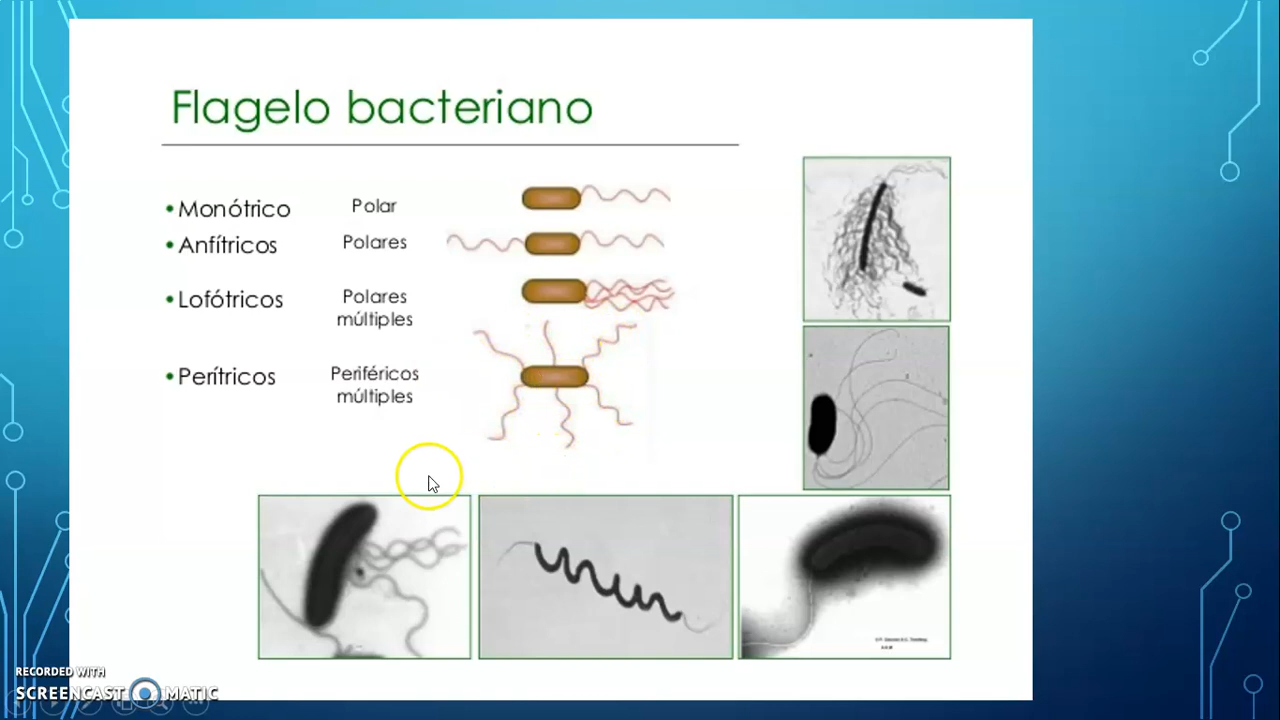 Flagelo bacteriano
• Monótrico Polar
• Anfítricos Polares
• Lofótricos Polares
múltiples
• Perítricos Periféricos
múltiples
RECORDED WITH
SCREENCAST MATIC